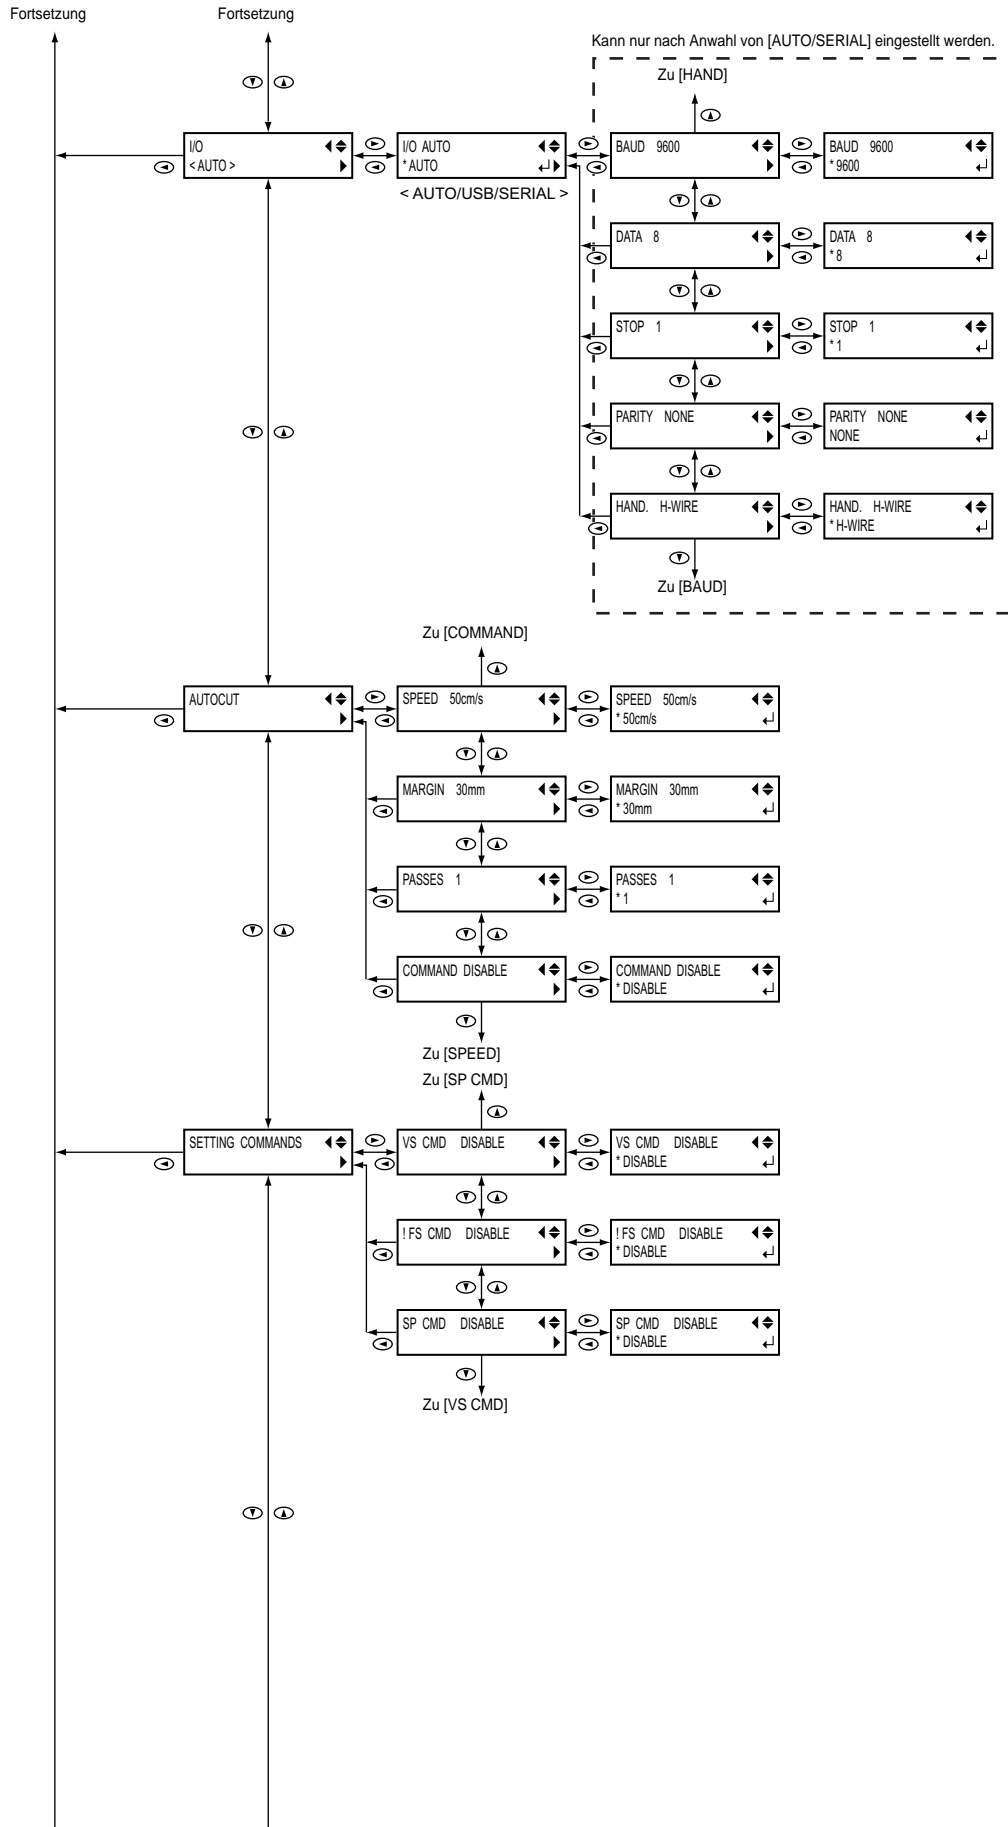 Fortsetzung
Fortsetzung
Kann nur nach Anwahl von [AUTO/SERIAL] eingestellt werden.
Zu [HAND]
I/O
< AUTO >
I/O AUTO
* AUTO
< AUTO/USB/SERIAL >
BAUD 9600
BAUD 9600
* 9600
DATA 8
DATA 8
* 8
STOP 1
STOP 1
* 1
PARITY NONE
PARITY NONE
NONE
HAND. H-WIRE
HAND. H-WIRE
* H-WIRE
Zu [BAUD]
Zu [COMMAND]
AUTOCUT
SPEED 50cm/s
SPEED 50cm/s
* 50cm/s
MARGIN 30mm
MARGIN 30mm
* 30mm
PASSES 1
PASSES 1
* 1
COMMAND DISABLE
COMMAND DISABLE
* DISABLE
Zu [SPEED]
Zu [SP CMD]
SETTING COMMANDS
VS CMD DISABLE
VS CMD DISABLE
* DISABLE
! FS CMD DISABLE
! FS CMD DISABLE
* DISABLE
SP CMD DISABLE
SP CMD DISABLE
* DISABLE
Zu [VS CMD]